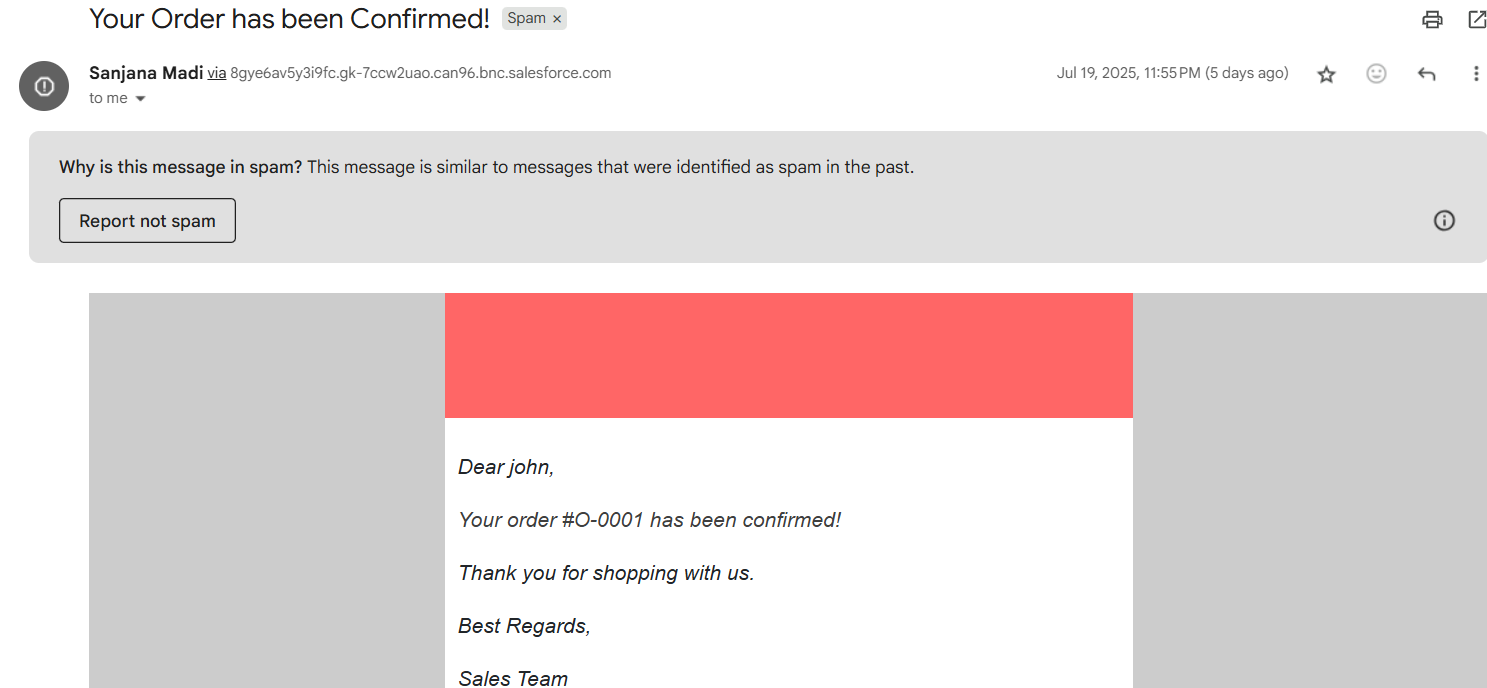 Your Order has been Confirmed! Spam ×
Sanjana Madi via 8gye6av5y3i9fc.gk-7ccw2uao.can96.bnc.salesforce.com Jul 19, 2025, 11:55 PM (5 days ago)
to me
Why is this message in spam? This message is similar to messages that were identified as spam in the past.
Report not spam
Dear john,
Your order #O-0001 has been confirmed!
Thank you for shopping with us.
Best Regards,
Sales Team